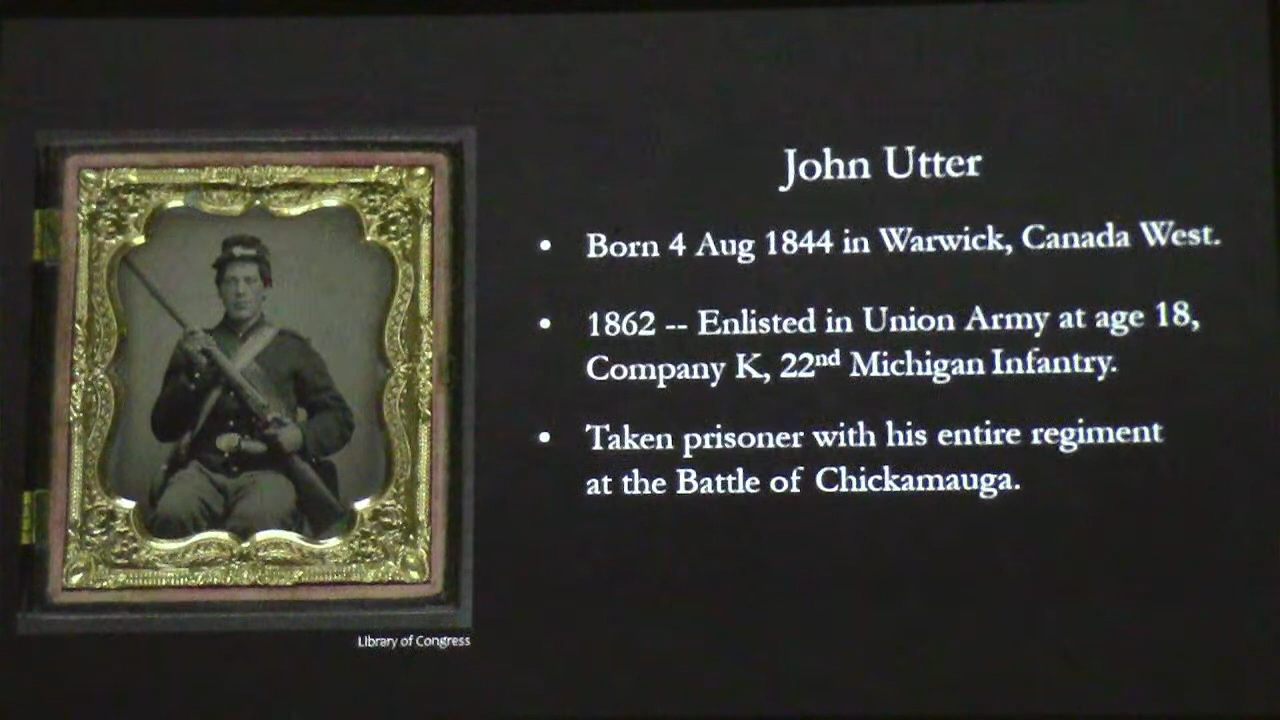 John Utter
• Born 4 Aug 1844 in Warwick, Canada West.
• 1862 -- Enlisted in Union Army at age 18,
Company K, 22nd Michigan Infantry.
• Taken prisoner with his entire regiment
at the Battle of Chickamauga.
Library of Congress